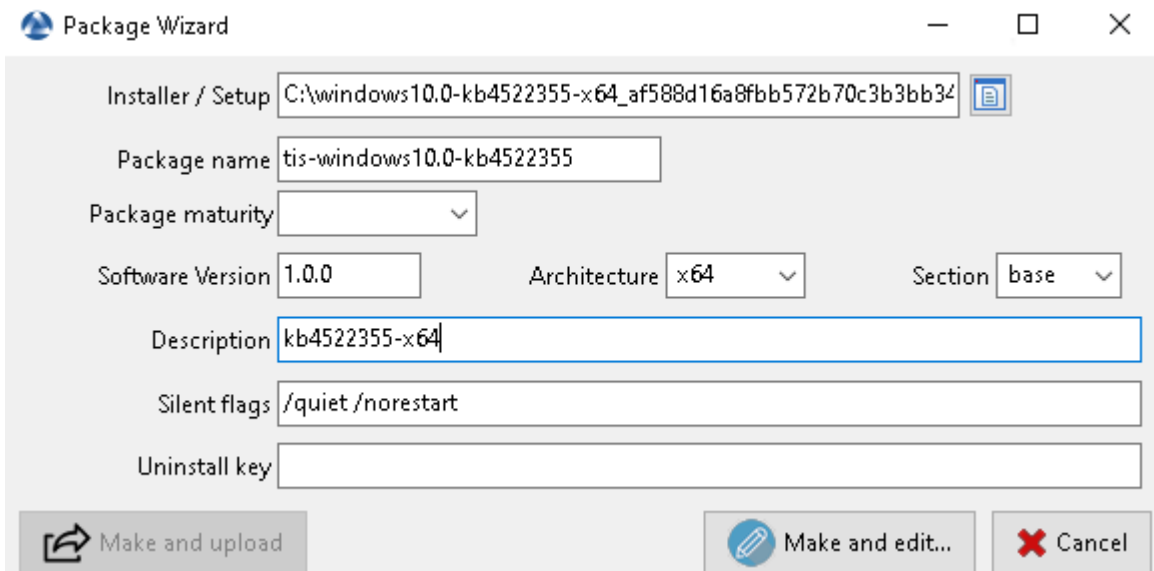 Package Wizard
Installer / Setup C:\windows10.0-kb4522355-x64_af588d16a8fbb572b70c3b3bb34
Package name tis-windows10.0-kb4522355
Package maturity
Software Version 1.0.0 Architecture x64 Section base
Description kb4522355-x64
Silent flags /quiet /norestart
Uninstall key
Make and upload Make and edit... Cancel